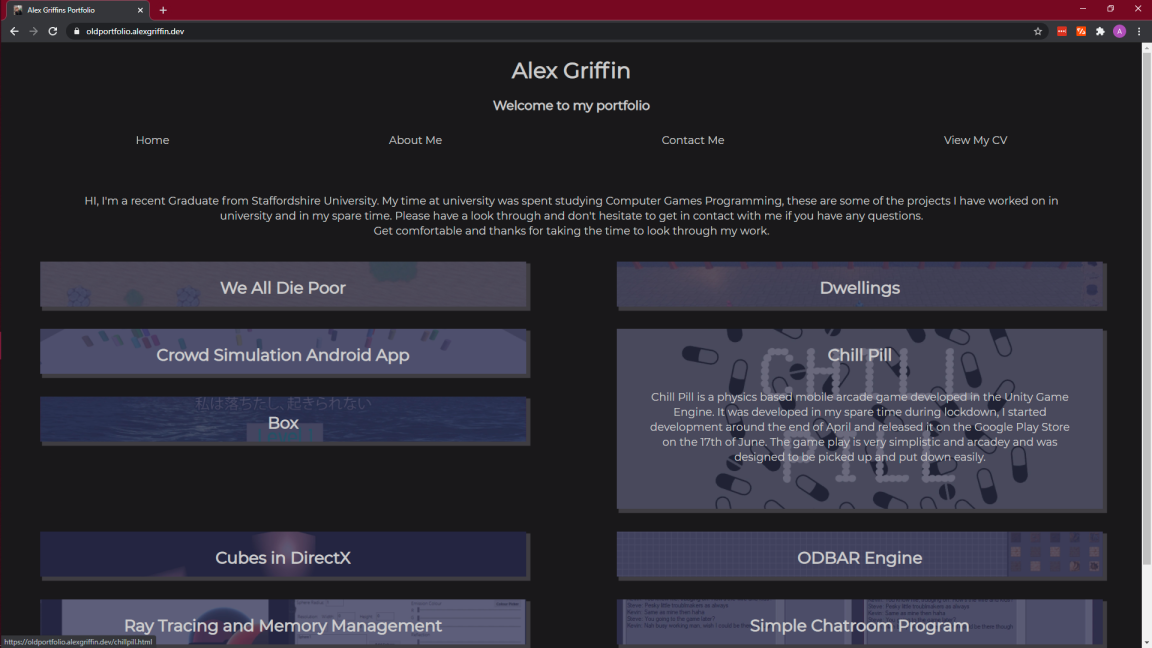 Alex Griffins Portfolio
oldportfolio.alexgriffin.dev
A
Alex Griffin
Welcome to my portfolio
Home
About Me
Contact Me
View My CV
HI, I'm a recent Graduate from Staffordshire University. My time at university was spent studying Computer Games Programming, these are some of the projects I have worked on in
university and in my spare time. Please have a look through and don't hesitate to get in contact with me if you have any questions.
Get comfortable and thanks for taking the time to look through my work.
We All Die Poor
Dwellings
Crowd Simulation Android App
CHILL
PILL
Chill Pill
Chill Pill is a physics based mobile arcade game developed in the Unity Game
Engine. It was developed in my spare time during lockdown, I started
development around the end of April and released it on the Google Play Store
on the 17th of June. The game play is very simplistic and arcadey and was
designed to be picked up and put down easily.
私は落ちたし、起きられない
Box
Cubes in DirectX
ODBAR Engine
Ray Tracing and Memory Management
Simple Chatroom Program
https://oldportfolio.alexgriffin.dev/chillpill.html